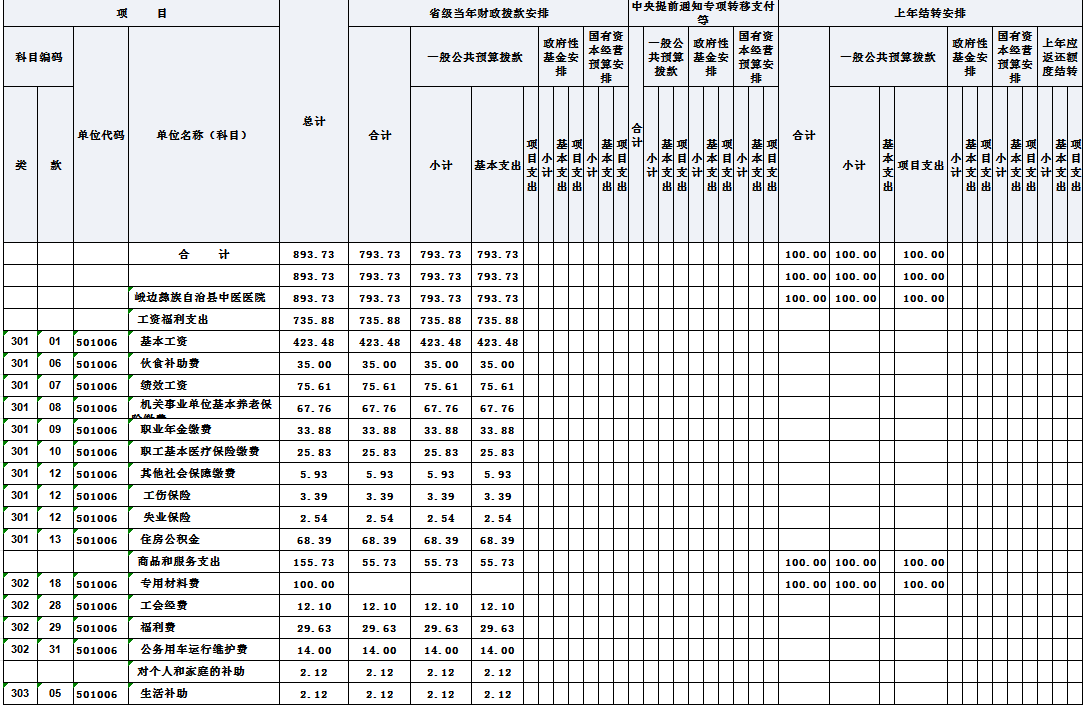 项 目 省级当年财政拨款安排 中央提前通知专项转移支付等 上年结转安排
科目编码 单位代码 单位名称（科目） 总计 合计 一般公共预算拨款 政府性基金安排 国有资本经营预算安排 合计 一般公共预算拨款 政府性基金安排 国有资本经营预算安排 合计 一般公共预算拨款 政府性基金安排 国有资本经营预算安排 上年应返还额度结转
类 款 小计 基本支出 项目支出 小计 基本支出 项目支出 小计 基本支出 项目支出 小计 基本支出 项目支出 小计 基本支出 项目支出 小计 基本支出 项目支出 小计 基本支出 项目支出 小计 基本支出 项目支出 小计 基本支出 项目支出 小计 基本支出 项目支出
合 计 893.73 793.73 793.73 793.73 100.00 100.00 100.00
893.73 793.73 793.73 793.73 100.00 100.00 100.00
峨边彝族自治县中医医院 893.73 793.73 793.73 793.73 100.00 100.00 100.00
工资福利支出 735.88 735.88 735.88 735.88
301 01 501006 基本工资 423.48 423.48 423.48 423.48
301 06 501006 伙食补助费 35.00 35.00 35.00 35.00
301 07 501006 绩效工资 75.61 75.61 75.61 75.61
301 08 501006 机关事业单位基本养老保险缴费 67.76 67.76 67.76 67.76
301 09 501006 职业年金缴费 33.88 33.88 33.88 33.88
301 10 501006 职工基本医疗保险缴费 25.83 25.83 25.83 25.83
301 12 501006 其他社会保障缴费 5.93 5.93 5.93 5.93
301 12 501006 工伤保险 3.39 3.39 3.39 3.39
301 12 501006 失业保险 2.54 2.54 2.54 2.54
301 13 501006 住房公积金 68.39 68.39 68.39 68.39
商品和服务支出 155.73 55.73 55.73 55.73 100.00 100.00 100.00
302 18 501006 专用材料费 100.00 100.00 100.00 100.00
302 28 501006 工会经费 12.10 12.10 12.10 12.10
302 29 501006 福利费 29.63 29.63 29.63 29.63
302 31 501006 公务用车运行维护费 14.00 14.00 14.00 14.00
对个人和家庭的补助 2.12 2.12 2.12 2.12
303 05 501006 生活补助 2.12 2.12 2.12 2.12